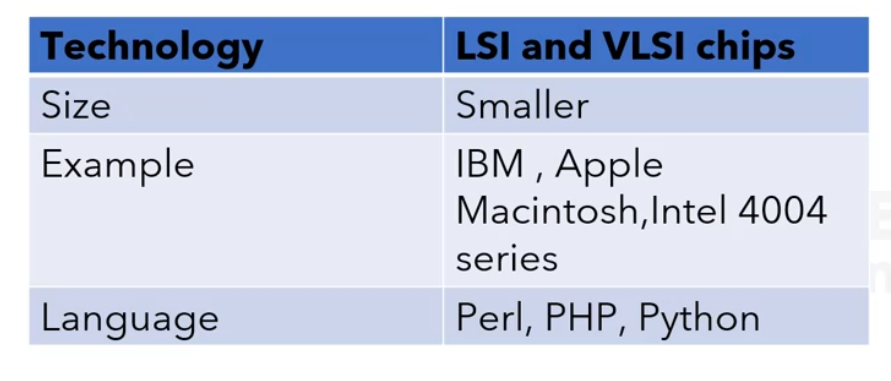 Technology LSI and VLSI chips
Size Smaller
Example IBM , Apple
Macintosh,Intel 4004
series
Language Perl, PHP, Python